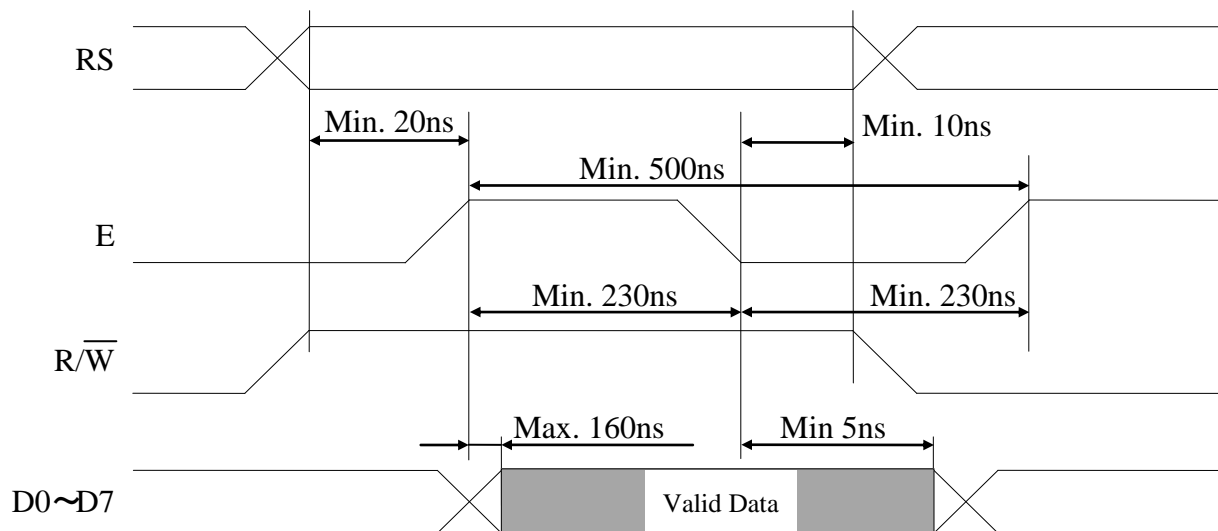 RS
Min. 20ns
Min. 10ns
Min. 500ns
E
Min. 230ns
Min. 230ns
R/W̅
Max. 160ns
Min 5ns
D0~D7
Valid Data